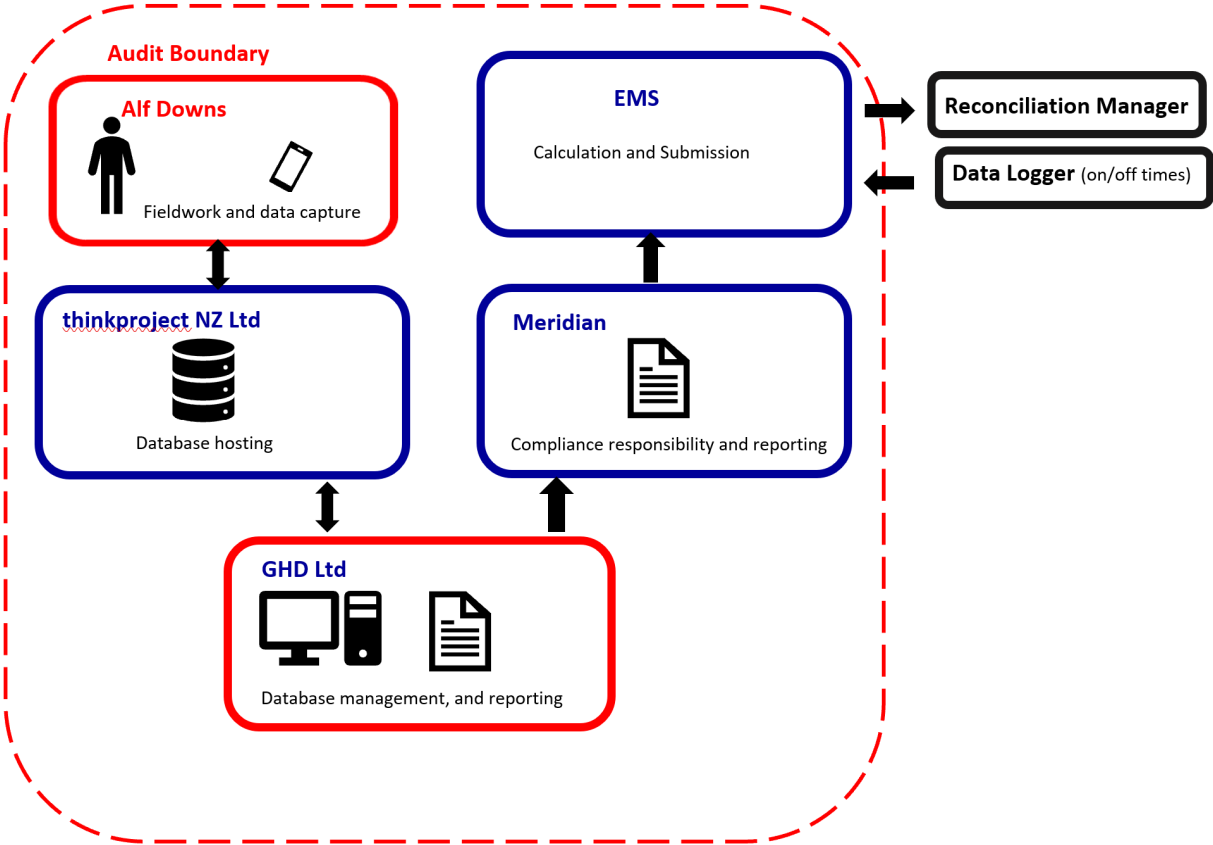 Audit Boundary
Alf Downs
Fieldwork and data capture
thinkproject NZ Ltd
Database hosting
GHD Ltd
Database management, and reporting
Meridian
Compliance responsibility and reporting
EMS
Calculation and Submission
Reconciliation Manager
Data Logger (on/off times)